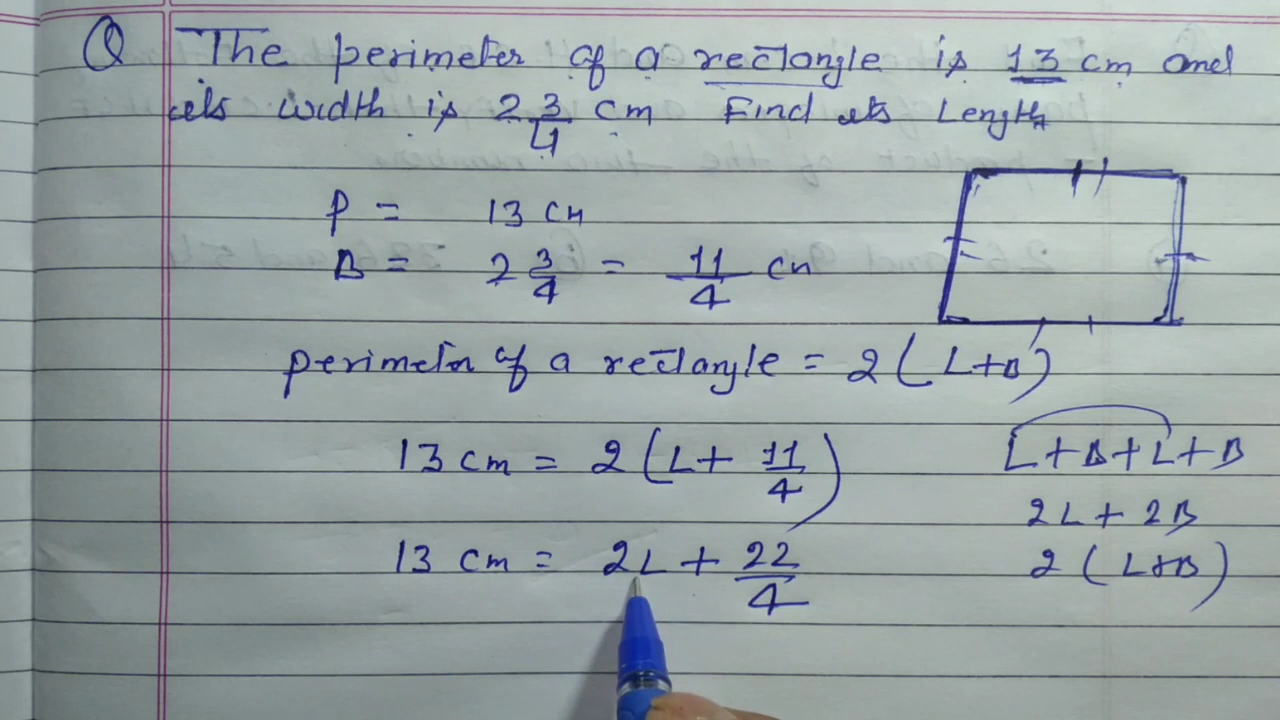 Q The perimeter of a rectangle is 13 cm and
its width is 2 3/4 cm Find its Length
P = 13 cm
B = 2 3/4 = 11/4 cm
perimeter of a rectangle = 2 ( L+B )
13 cm = 2 ( L + 11/4 )
13 cm = 2L + 22/4
L + B + L + B
2L + 2B
2 ( L+B )